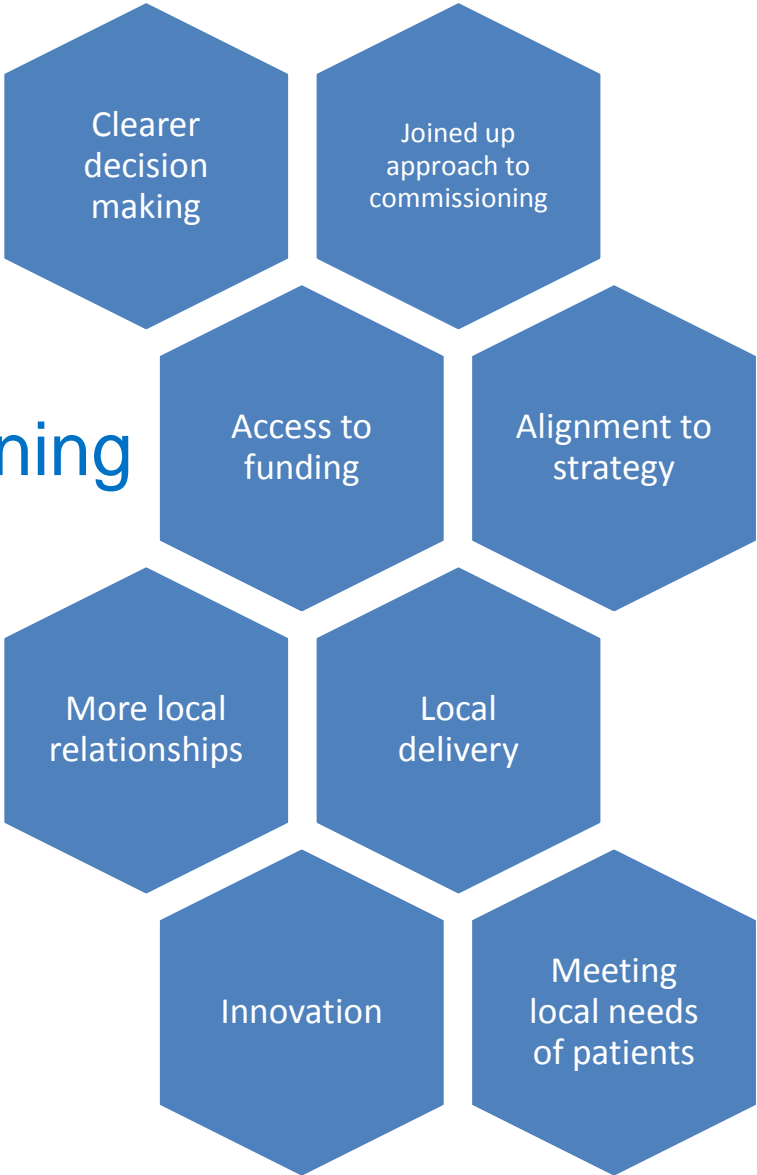 Clearer
decision
making
Joined up
approach to
commissioning
ning
Access to
funding
Alignment to
strategy
More local
relationships
Local
delivery
Innovation
Meeting
local needs
of patients